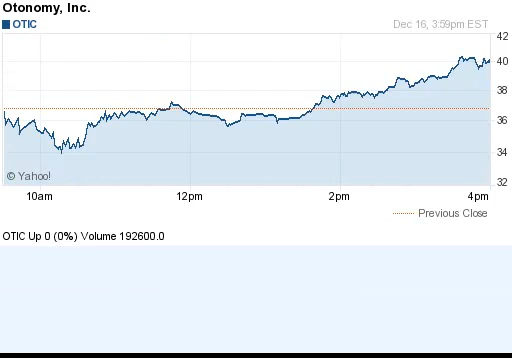 Otonomy, Inc.
OTIC
Dec 16, 3:59pm EST
42
40
38
36
34
32
© Yahoo!
10am 12pm 2pm 4pm
Previous Close
OTIC Up 0 (0%) Volume 192600.0